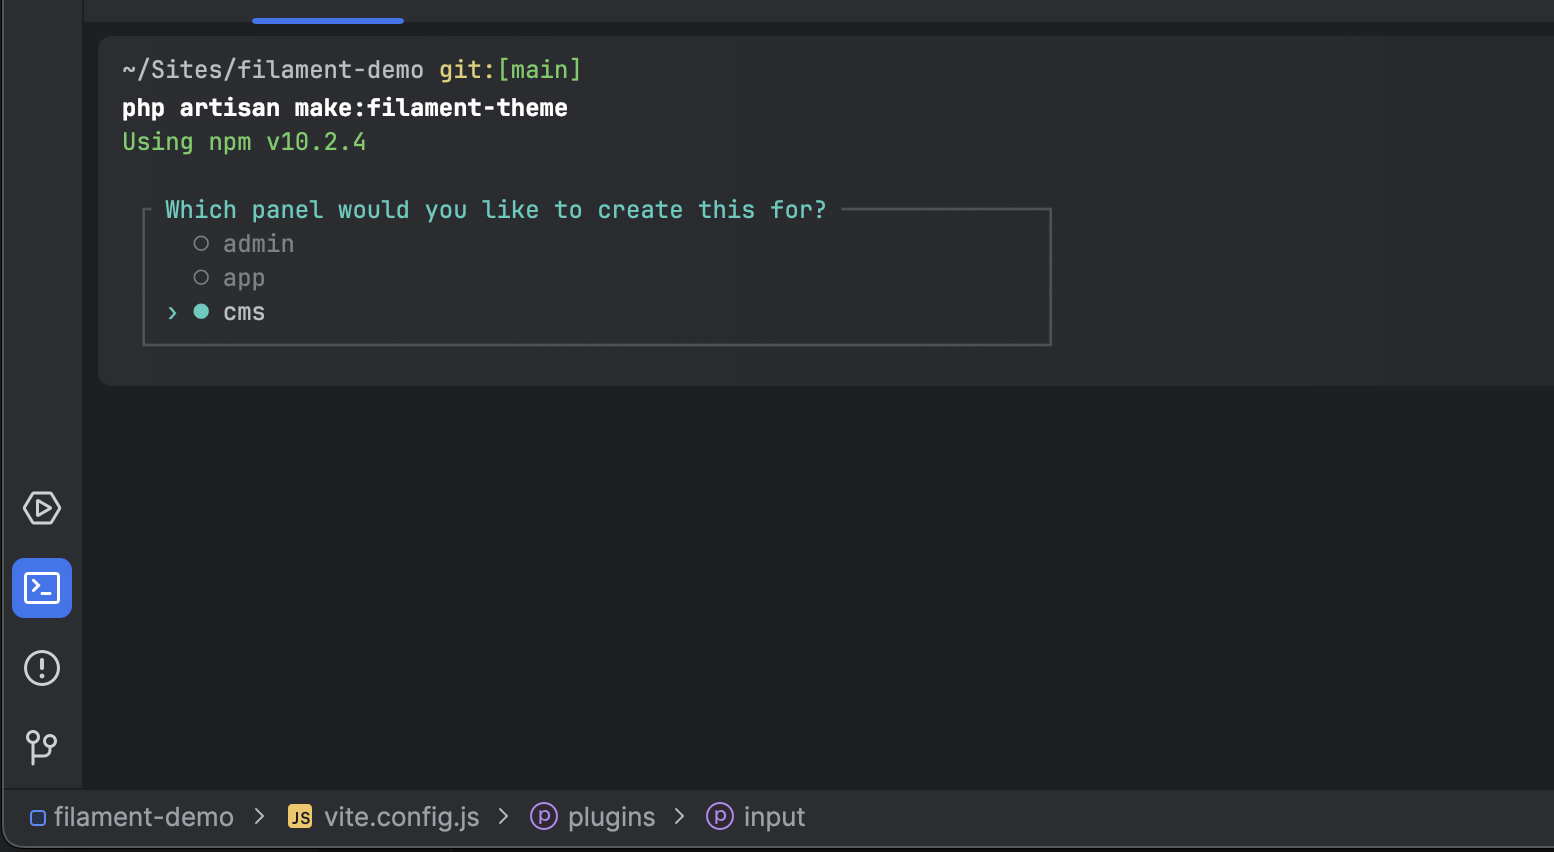 ~/Sites/filament-demo git:[main]
php artisan make:filament-theme
Using npm v10.2.4
Which panel would you like to create this for?
○ admin
○ app
› ● cms
filament-demo > JS vite.config.js > p plugins > p input